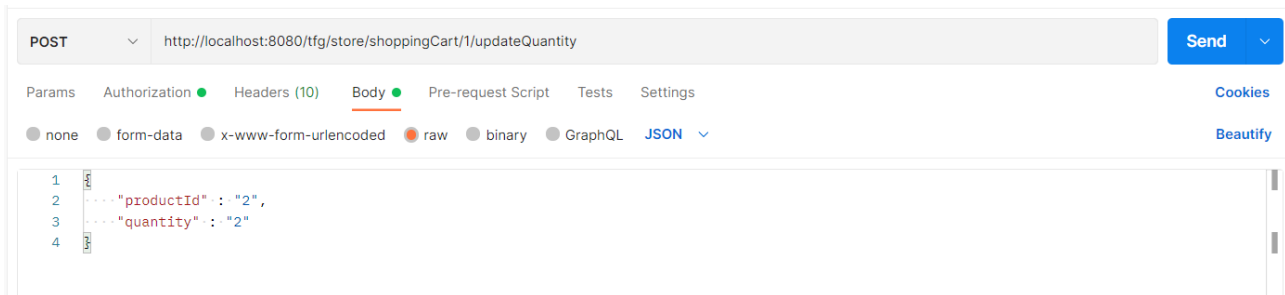 POST http://localhost:8080/tfg/store/shoppingCart/1/updateQuantity Send
Params Authorization Headers (10) Body Pre-request Script Tests Settings Cookies
none form-data x-www-form-urlencoded raw binary GraphQL JSON Beautify
1 {
2 "productId" : "2",
3 "quantity" : "2"
4 }